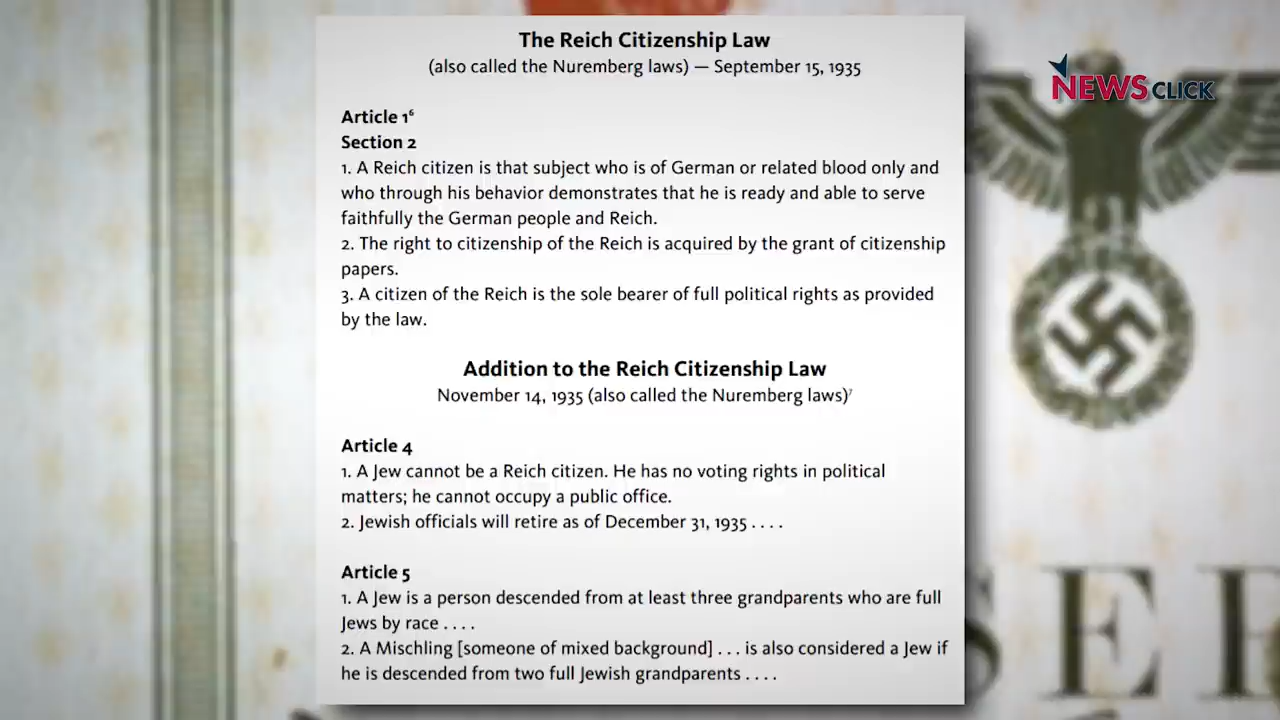 The Reich Citizenship Law
(also called the Nuremberg laws) — September 15, 1935
NEWSCLICK
Article 1⁶
Section 2
1. A Reich citizen is that subject who is of German or related blood only and
who through his behavior demonstrates that he is ready and able to serve
faithfully the German people and Reich.
2. The right to citizenship of the Reich is acquired by the grant of citizenship
papers.
3. A citizen of the Reich is the sole bearer of full political rights as provided
by the law.
Addition to the Reich Citizenship Law
November 14, 1935 (also called the Nuremberg laws)⁷
Article 4
1. A Jew cannot be a Reich citizen. He has no voting rights in political
matters; he cannot occupy a public office.
2. Jewish officials will retire as of December 31, 1935 . . . .
Article 5
1. A Jew is a person descended from at least three grandparents who are full
Jews by race . . . .
2. A Mischling [someone of mixed background] . . . is also considered a Jew if
he is descended from two full Jewish grandparents . . . .